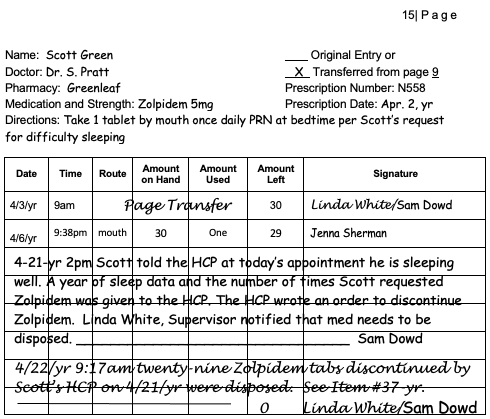 15| P a g e
Name: Scott Green
___ Original Entry or
Doctor: Dr. S. Pratt
_X_ Transferred from page 9
Pharmacy: Greenleaf
Prescription Number: N558
Medication and Strength: Zolpidem 5mg
Prescription Date: Apr. 2, yr
Directions: Take 1 tablet by mouth once daily PRN at bedtime per Scott's request
for difficulty sleeping
Date Time Route Amount on Hand Amount Used Amount Left Signature
4/3/yr 9am Page Transfer 30 Linda White/Sam Dowd
4/6/yr 9:38pm mouth 30 One 29 Jenna Sherman
4-21-yr 2pm Scott told the HCP at today's appointment he is sleeping
well. A year of sleep data and the number of times Scott requested
Zolpidem was given to the HCP. The HCP wrote an order to discontinue
Zolpidem. Linda White, Supervisor notified that med needs to be
disposed. ______________________________ Sam Dowd
4/22/yr 9:17am twenty-nine Zolpidem tabs discontinued by
Scott's HCP on 4/21/yr were disposed. See Item #37-yr.
0 Linda White/Sam Dowd